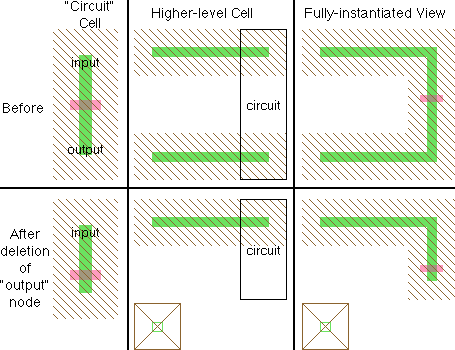 "Circuit"
Cell
Higher-level Cell
Fully-instantiated View
Before
input
output
circuit
After
deletion
of
"output"
node
input
circuit